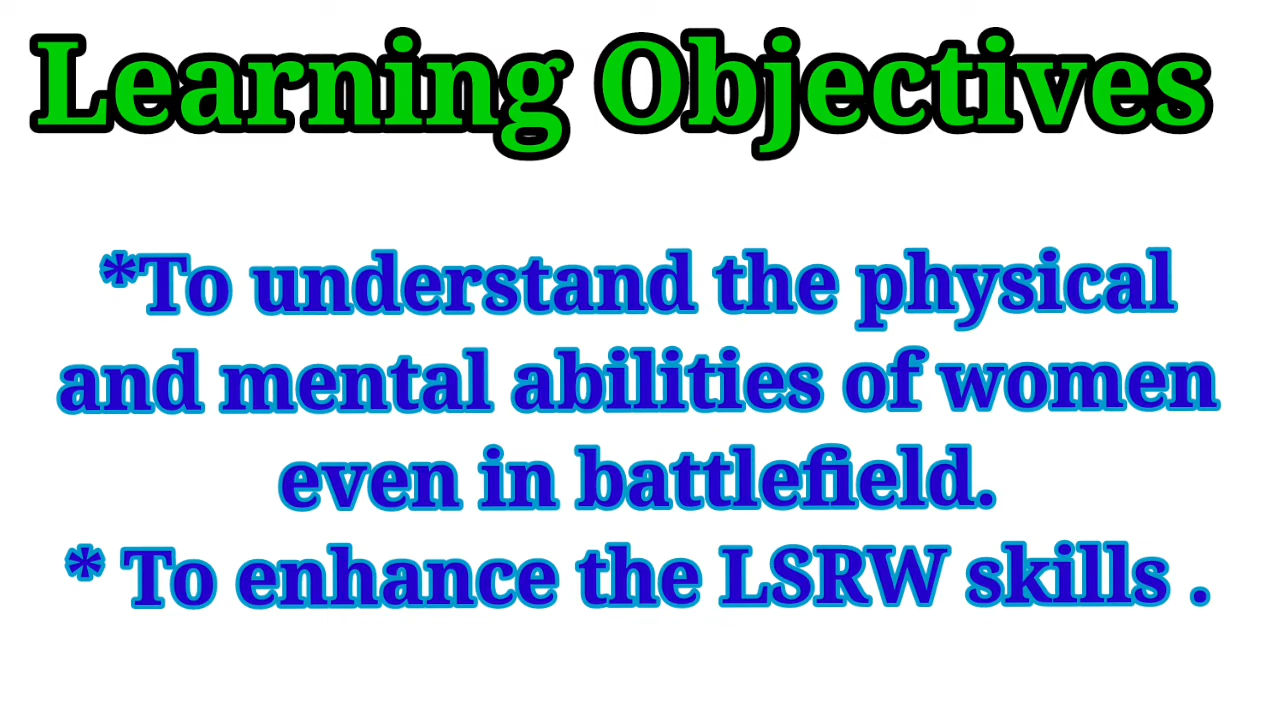 Learning Objectives
*To understand the physical
and mental abilities of women
even in battlefield.
* To enhance the LSRW skills .